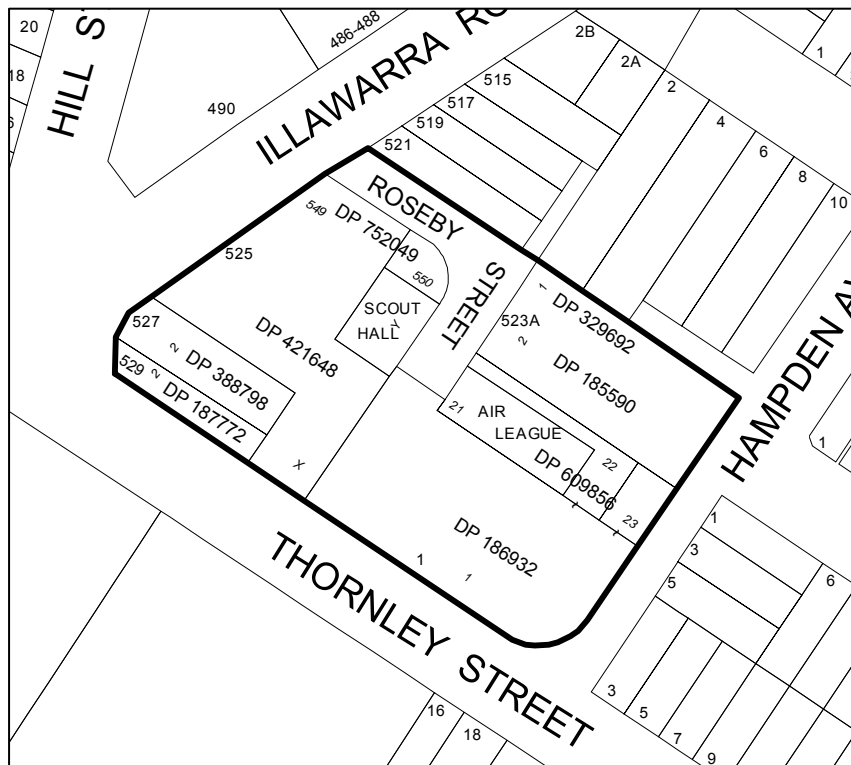 20
18
6
HILL S
490
486-488
ILLAWARRA RO
2B
2A
515
517
519
521
2
4
6
8
10
1
HAMPDEN AV
1
ROSEBY
STREET
549
DP 752049
550
525
SCOUT
HALL
Y
DP 421648
527
2
DP 388798
529
2
DP 187772
X
1
DP 329692
523A
2
DP 185590
21
AIR
LEAGUE
22
DP 609856
23
DP 186932
1
1
THORNLEY STREET
1
3
5
6
3
5
7
9
16
18